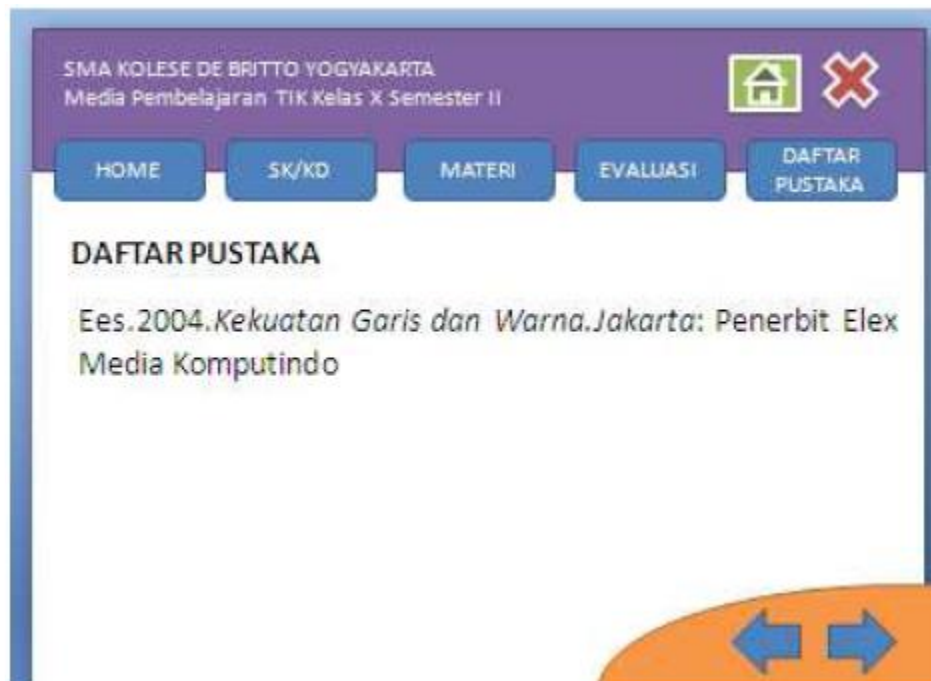 SMA KOLESE DE BRITTO YOGYAKARTA
Media Pembelajaran TIK Kelas X Semester II
HOME
SK/KD
MATERI
EVALUASI
DAFTAR
PUSTAKA
DAFTAR PUSTAKA
Ees.2004.Kekuatan Garis dan Warna.Jakarta: Penerbit Elex
Media Komputindo